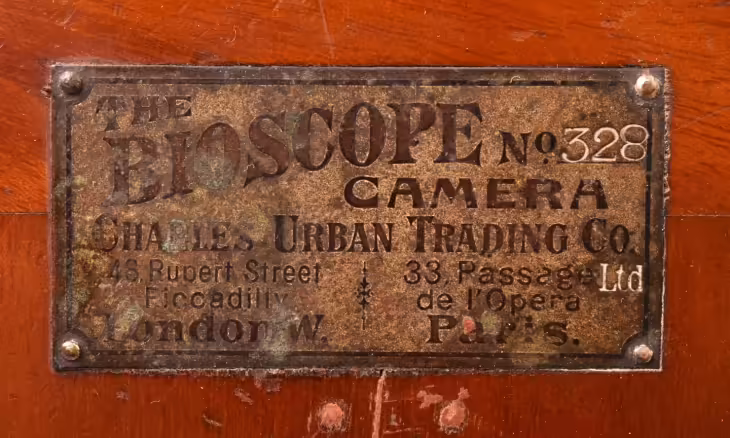 THE
BIOSCOPE No. 328
CAMERA
CHARLES URBAN TRADING CO.
Ltd
48, Rupert Street
Piccadilly
London W.
33, Passage
de l'Opera
Paris.